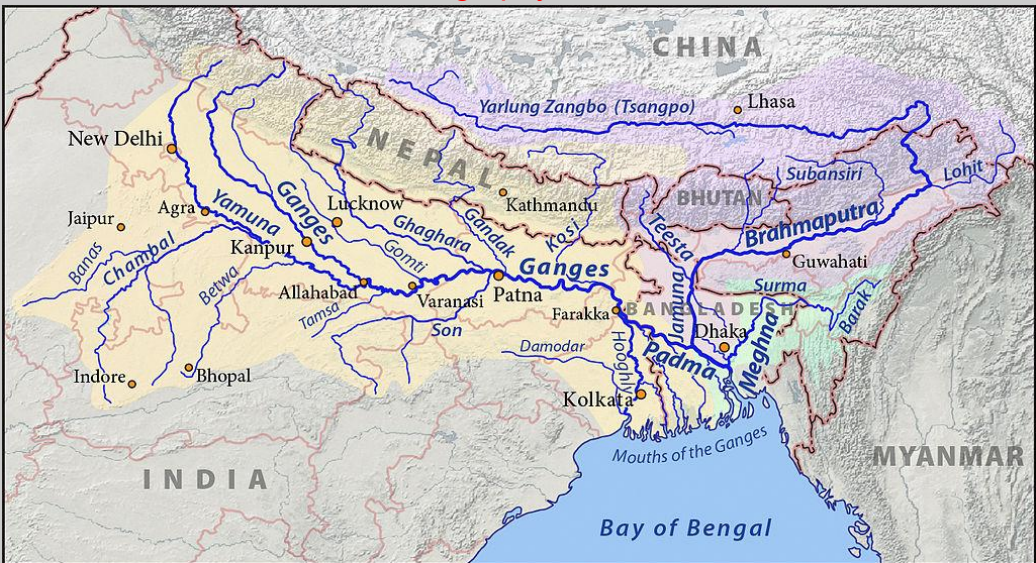 CHINA
Yarlung Zangbo (Tsangpo)
Lhasa
New Delhi
NEPAL
Subansiri
Lohit
BHUTAN
Agra
Yamuna
Ganges
Lucknow
Kathmandu
Jaipur
Ghaghara
Gandak
Kosi
Teesta
Brahmaputra
Banas
Chambal
Kanpur
Gomti
Guwahati
Betwa
Ganges
Allahabad
Varanasi
Patna
Jamuna
Surma
Barak
Tamsa
Son
Farakka
BANGLADESH
Dhaka
Meghna
Damodar
Hooghly
Padma
Indore
Bhopal
Kolkata
Mouths of the Ganges
INDIA
MYANMAR
Bay of Bengal